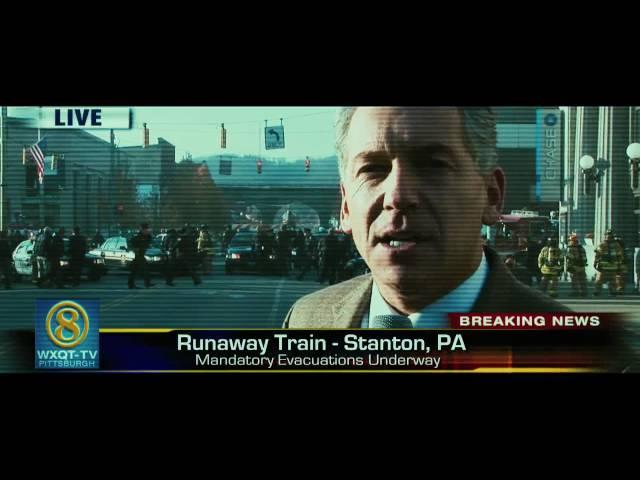 LIVE
CHASE
BREAKING NEWS
8
WXQT-TV
PITTSBURGH
Runaway Train - Stanton, PA
Mandatory Evacuations Underway